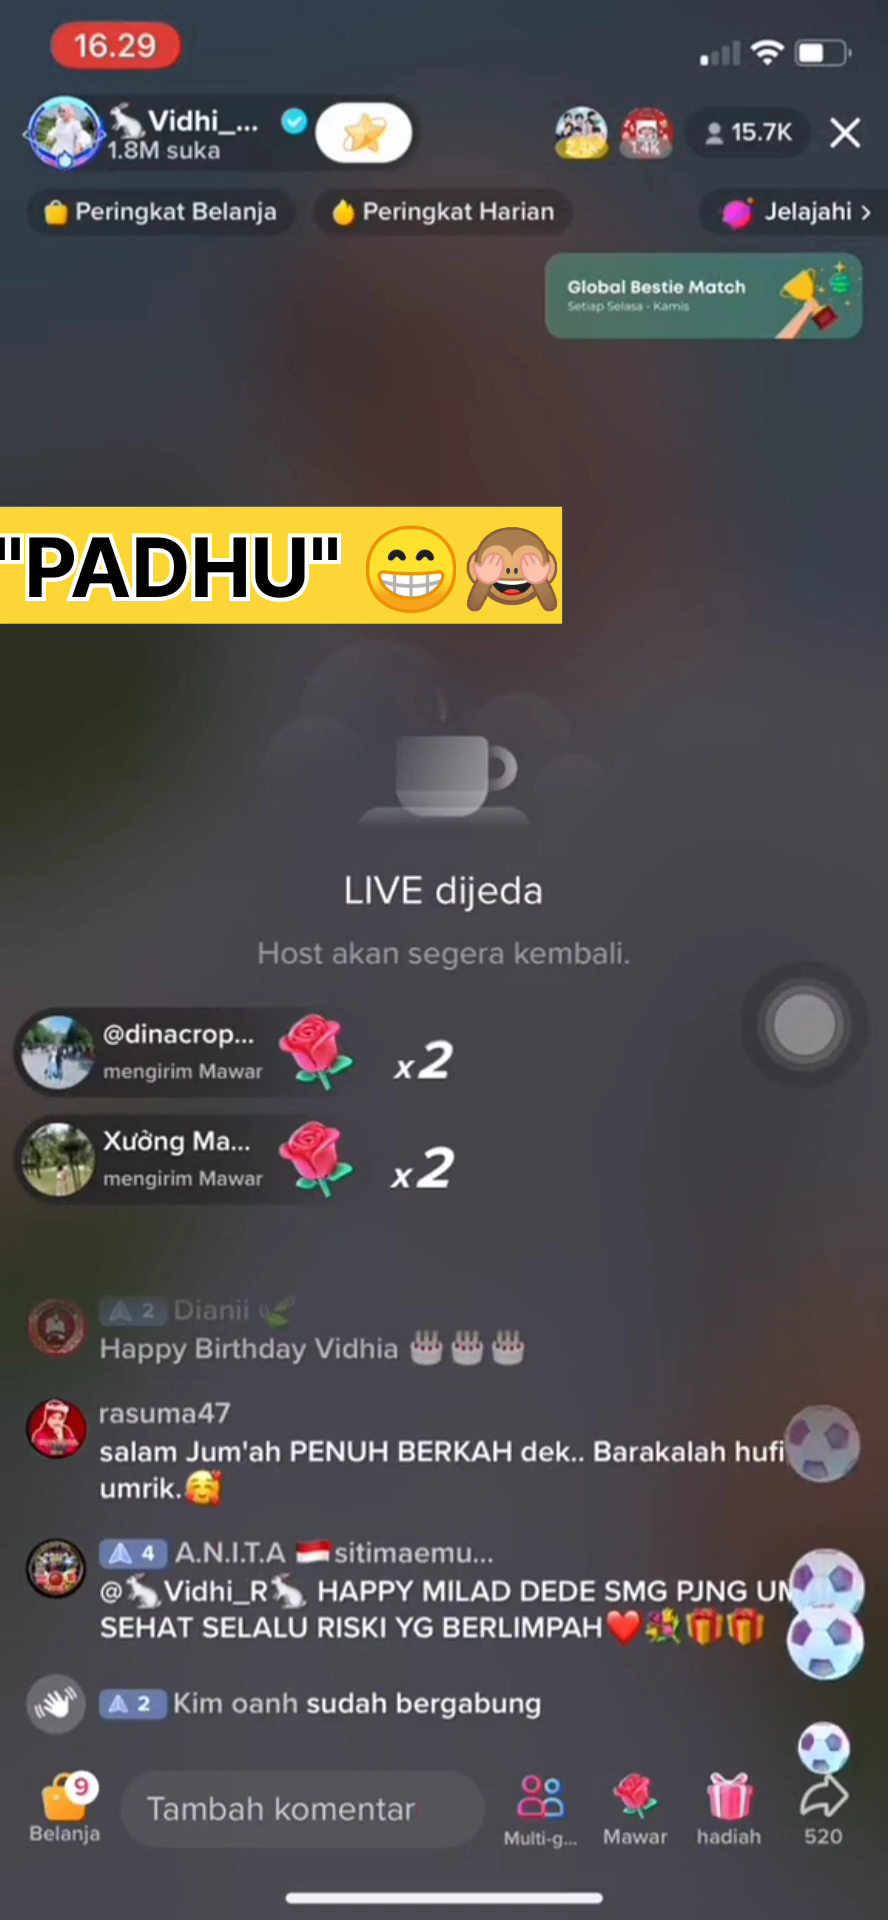 16.29
Vidhi_...
1.8M suka
1.4K
15.7K
Peringkat Belanja
Peringkat Harian
Jelajahi >
Global Bestie Match
Setiap Selasa - Kamis
"PADHU" 😁🙈
LIVE dijeda
Host akan segera kembali.
@dinacrop...
mengirim Mawar
x2
Xưởng Ma...
mengirim Mawar
x2
2 Dianii 🌿
Happy Birthday Vidhia 🎂🎂🎂
rasuma47
salam Jum'ah PENUH BERKAH dek.. Barakalah hufi
umrik.🥰
4 A.N.I.T.A 🇮🇩sitimaemu...
@🐇Vidhi_R🐇 HAPPY MILAD DEDE SMG PJNG
SEHAT SELALU RISKI YG BERLIMPAH❤️💐🎁🎁
2 Kim oanh sudah bergabung
9
Belanja
Tambah komentar
Multi-g...
Mawar
hadiah
520